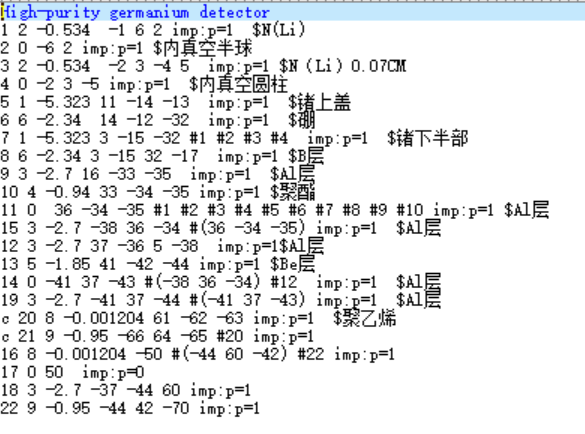 High-purity germanium detector
1 2 -0.534 -1 6 2 imp:p=1 $N(Li)
2 0 -6 2 imp:p=1 $内真空半球
3 2 -0.534 -2 3 -4 5 imp:p=1 $N（Li）0.07CM
4 0 -2 3 -5 imp:p=1 $内真空圆柱
5 1 -5.323 11 -14 -13 imp:p=1 $锗上盖
6 6 -2.34 14 -12 -32 imp:p=1 $硼
7 1 -5.323 3 -15 -32 #1 #2 #3 #4 imp:p=1 $锗下半部
8 6 -2.34 3 -15 32 -17 imp:p=1 $B层
9 3 -2.7 16 -33 -35 imp:p=1 $Al层
10 4 -0.94 33 -34 -35 imp:p=1 $聚酯
11 0 36 -34 -35 #1 #2 #3 #4 #5 #6 #7 #8 #9 #10 imp:p=1 $Al层
15 3 -2.7 -38 36 -34 #(36 -34 -35) imp:p=1 $Al层
12 3 -2.7 37 -36 5 -38 imp:p=1$Al层
13 5 -1.85 41 -42 -44 imp:p=1 $Be层
14 0 -41 37 -43 #(-38 36 -34) #12 imp:p=1 $Al层
19 3 -2.7 -41 37 -44 #(-41 37 -43) imp:p=1 $Al层
c 20 8 -0.001204 61 -62 -63 imp:p=1 $聚乙烯
c 21 9 -0.95 -66 64 -65 #20 imp:p=1
16 8 -0.001204 -50 #(-44 60 -42) #22 imp:p=1
17 0 50 imp:p=0
18 3 -2.7 -37 -44 60 imp:p=1
22 9 -0.95 -44 42 -70 imp:p=1